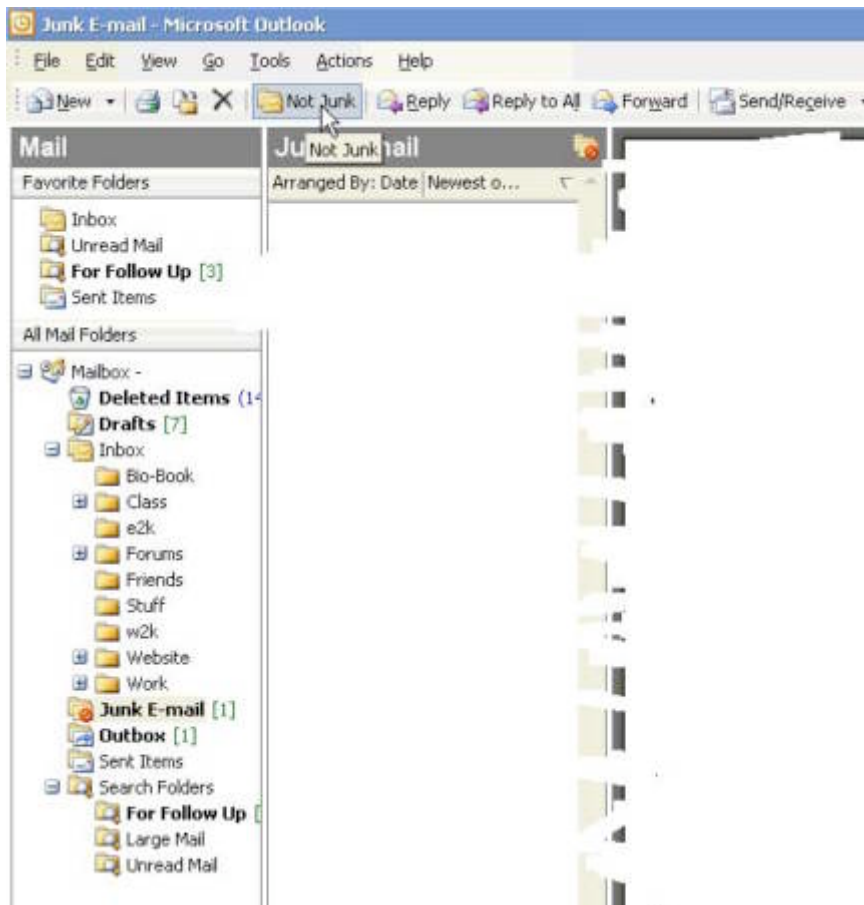 Junk E-mail - Microsoft Outlook
File Edit View Go Tools Actions Help
New Not Junk Reply Reply to All Forward Send/Receive
Mail
Not Junk
Favorite Folders
Arranged By: Date Newest o...
Inbox
Unread Mail
For Follow Up [3]
Sent Items
All Mail Folders
Mailbox -
Deleted Items (14
Drafts [7]
Inbox
Bio-Book
Class
e2k
Forums
Friends
Stuff
w2k
Website
Work
Junk E-mail [1]
Outbox [1]
Sent Items
Search Folders
For Follow Up [
Large Mail
Unread Mail